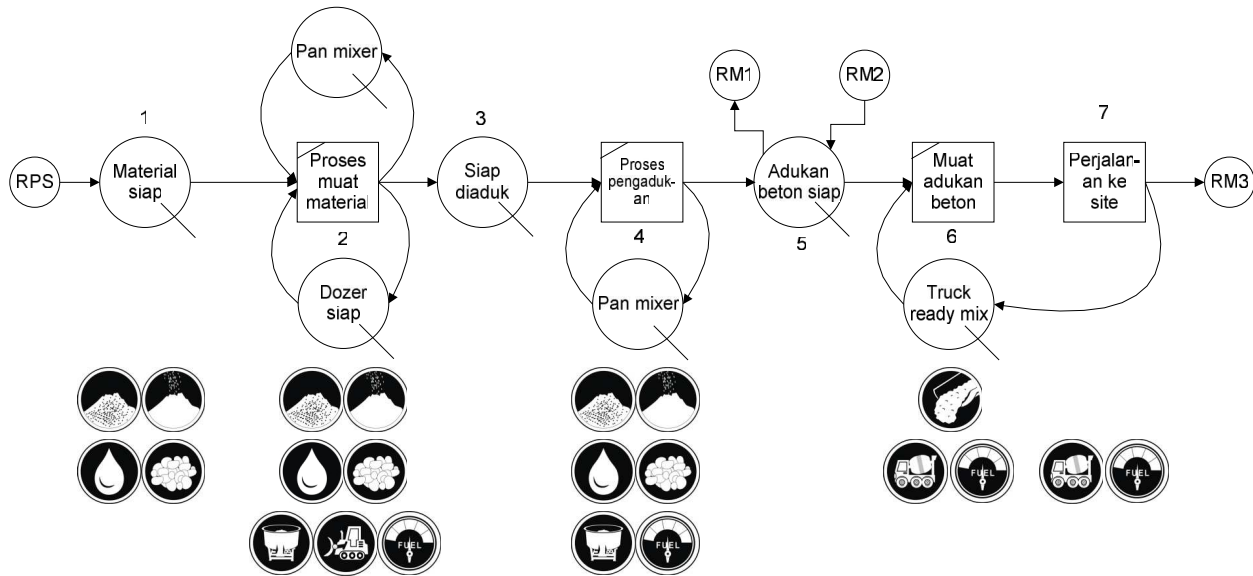 Pan mixer
RM1
RM2
1
3
7
RPS
Material
siap
Proses
muat
material
Siap
diaduk
Proses
pengaduk-
an
Adukan
beton siap
Muat
adukan
beton
Perjalan-
an ke
site
RM3
2
4
5
6
Dozer
siap
Pan mixer
Truck
ready mix
FUEL
FUEL
FUEL
FUEL